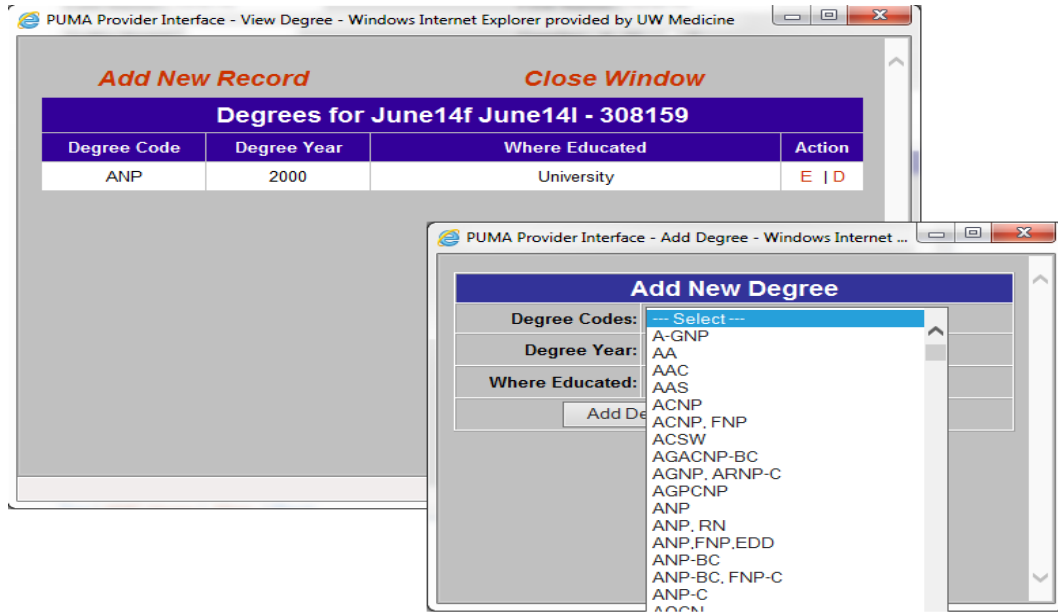 PUMA Provider Interface - View Degree - Windows Internet Explorer provided by UW Medicine
Add New Record Close Window
Degrees for June14f June14l - 308159
Degree Code Degree Year Where Educated Action
ANP 2000 University E | D
PUMA Provider Interface - Add Degree - Windows Internet ...
Add New Degree
Degree Codes: --- Select ---
A-GNP
Degree Year: AA
AAC
Where Educated: AAS
ACNP
Add De ACNP, FNP
ACSW
AGACNP-BC
AGNP, ARNP-C
AGPCNP
ANP
ANP, RN
ANP,FNP,EDD
ANP-BC
ANP-BC, FNP-C
ANP-C